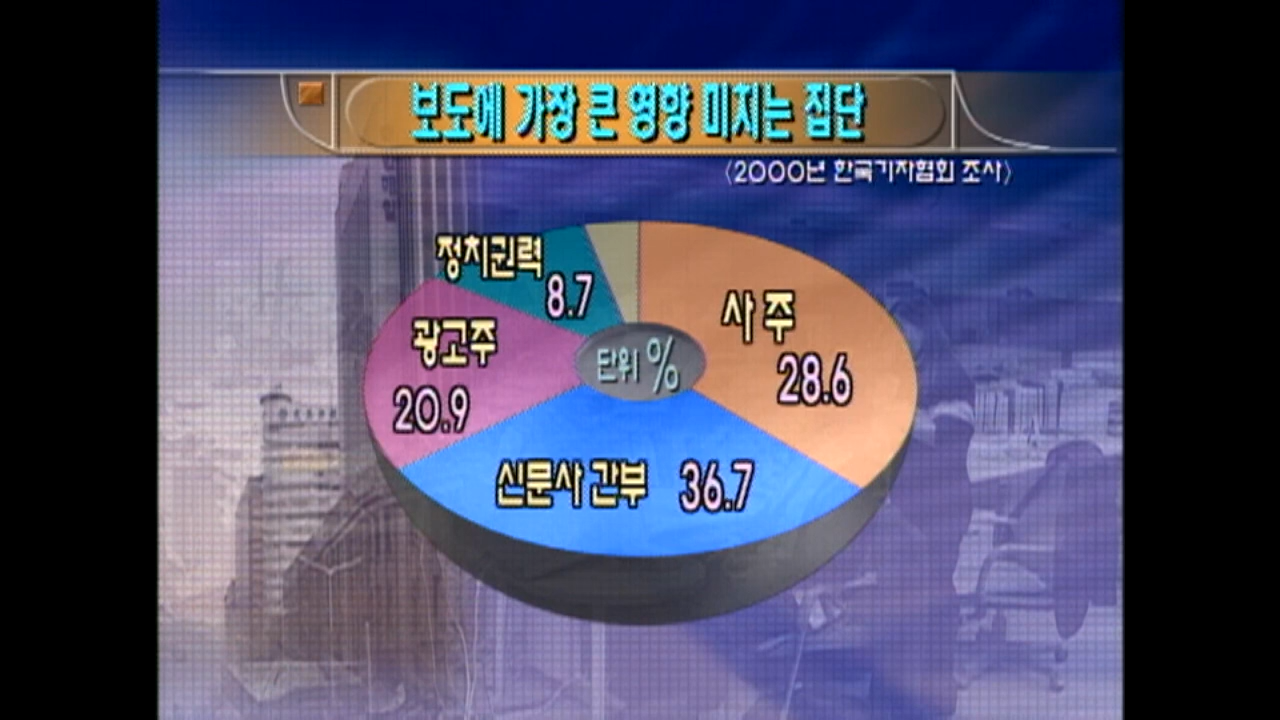 보도에 가장 큰 영향 미치는 집단
〈2000년 한국기자협회 조사〉
정치권력
8.7
사 주
28.6
광고주
20.9
단위 %
신문사 간부 36.7